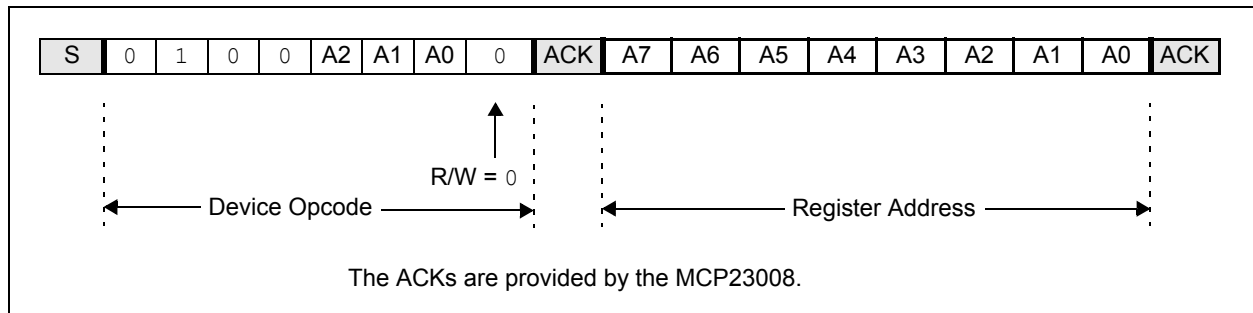 S 0 1 0 0 A2 A1 A0 0 ACK A7 A6 A5 A4 A3 A2 A1 A0 ACK
R/W = 0
Device Opcode Register Address
The ACKs are provided by the MCP23008.